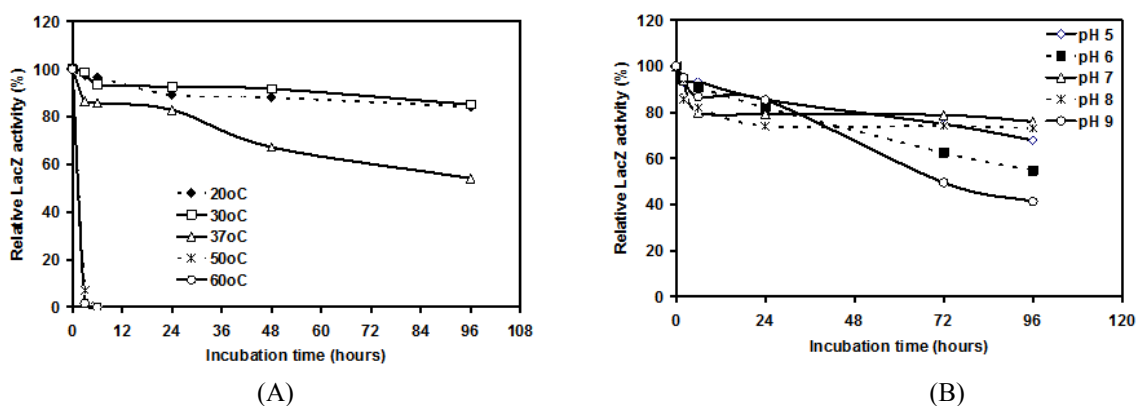 Relative LacZ activity (%)
120
100
80
60
40
20
0
20oC
30oC
37oC
50oC
60oC
0 12 24 36 48 60 72 84 96 108
Incubation time (hours)
(A)
Relative LacZ activity (%)
120
100
80
60
40
20
0
pH 5
pH 6
pH 7
pH 8
pH 9
0 24 48 72 96 120
Incubation time (hours)
(B)